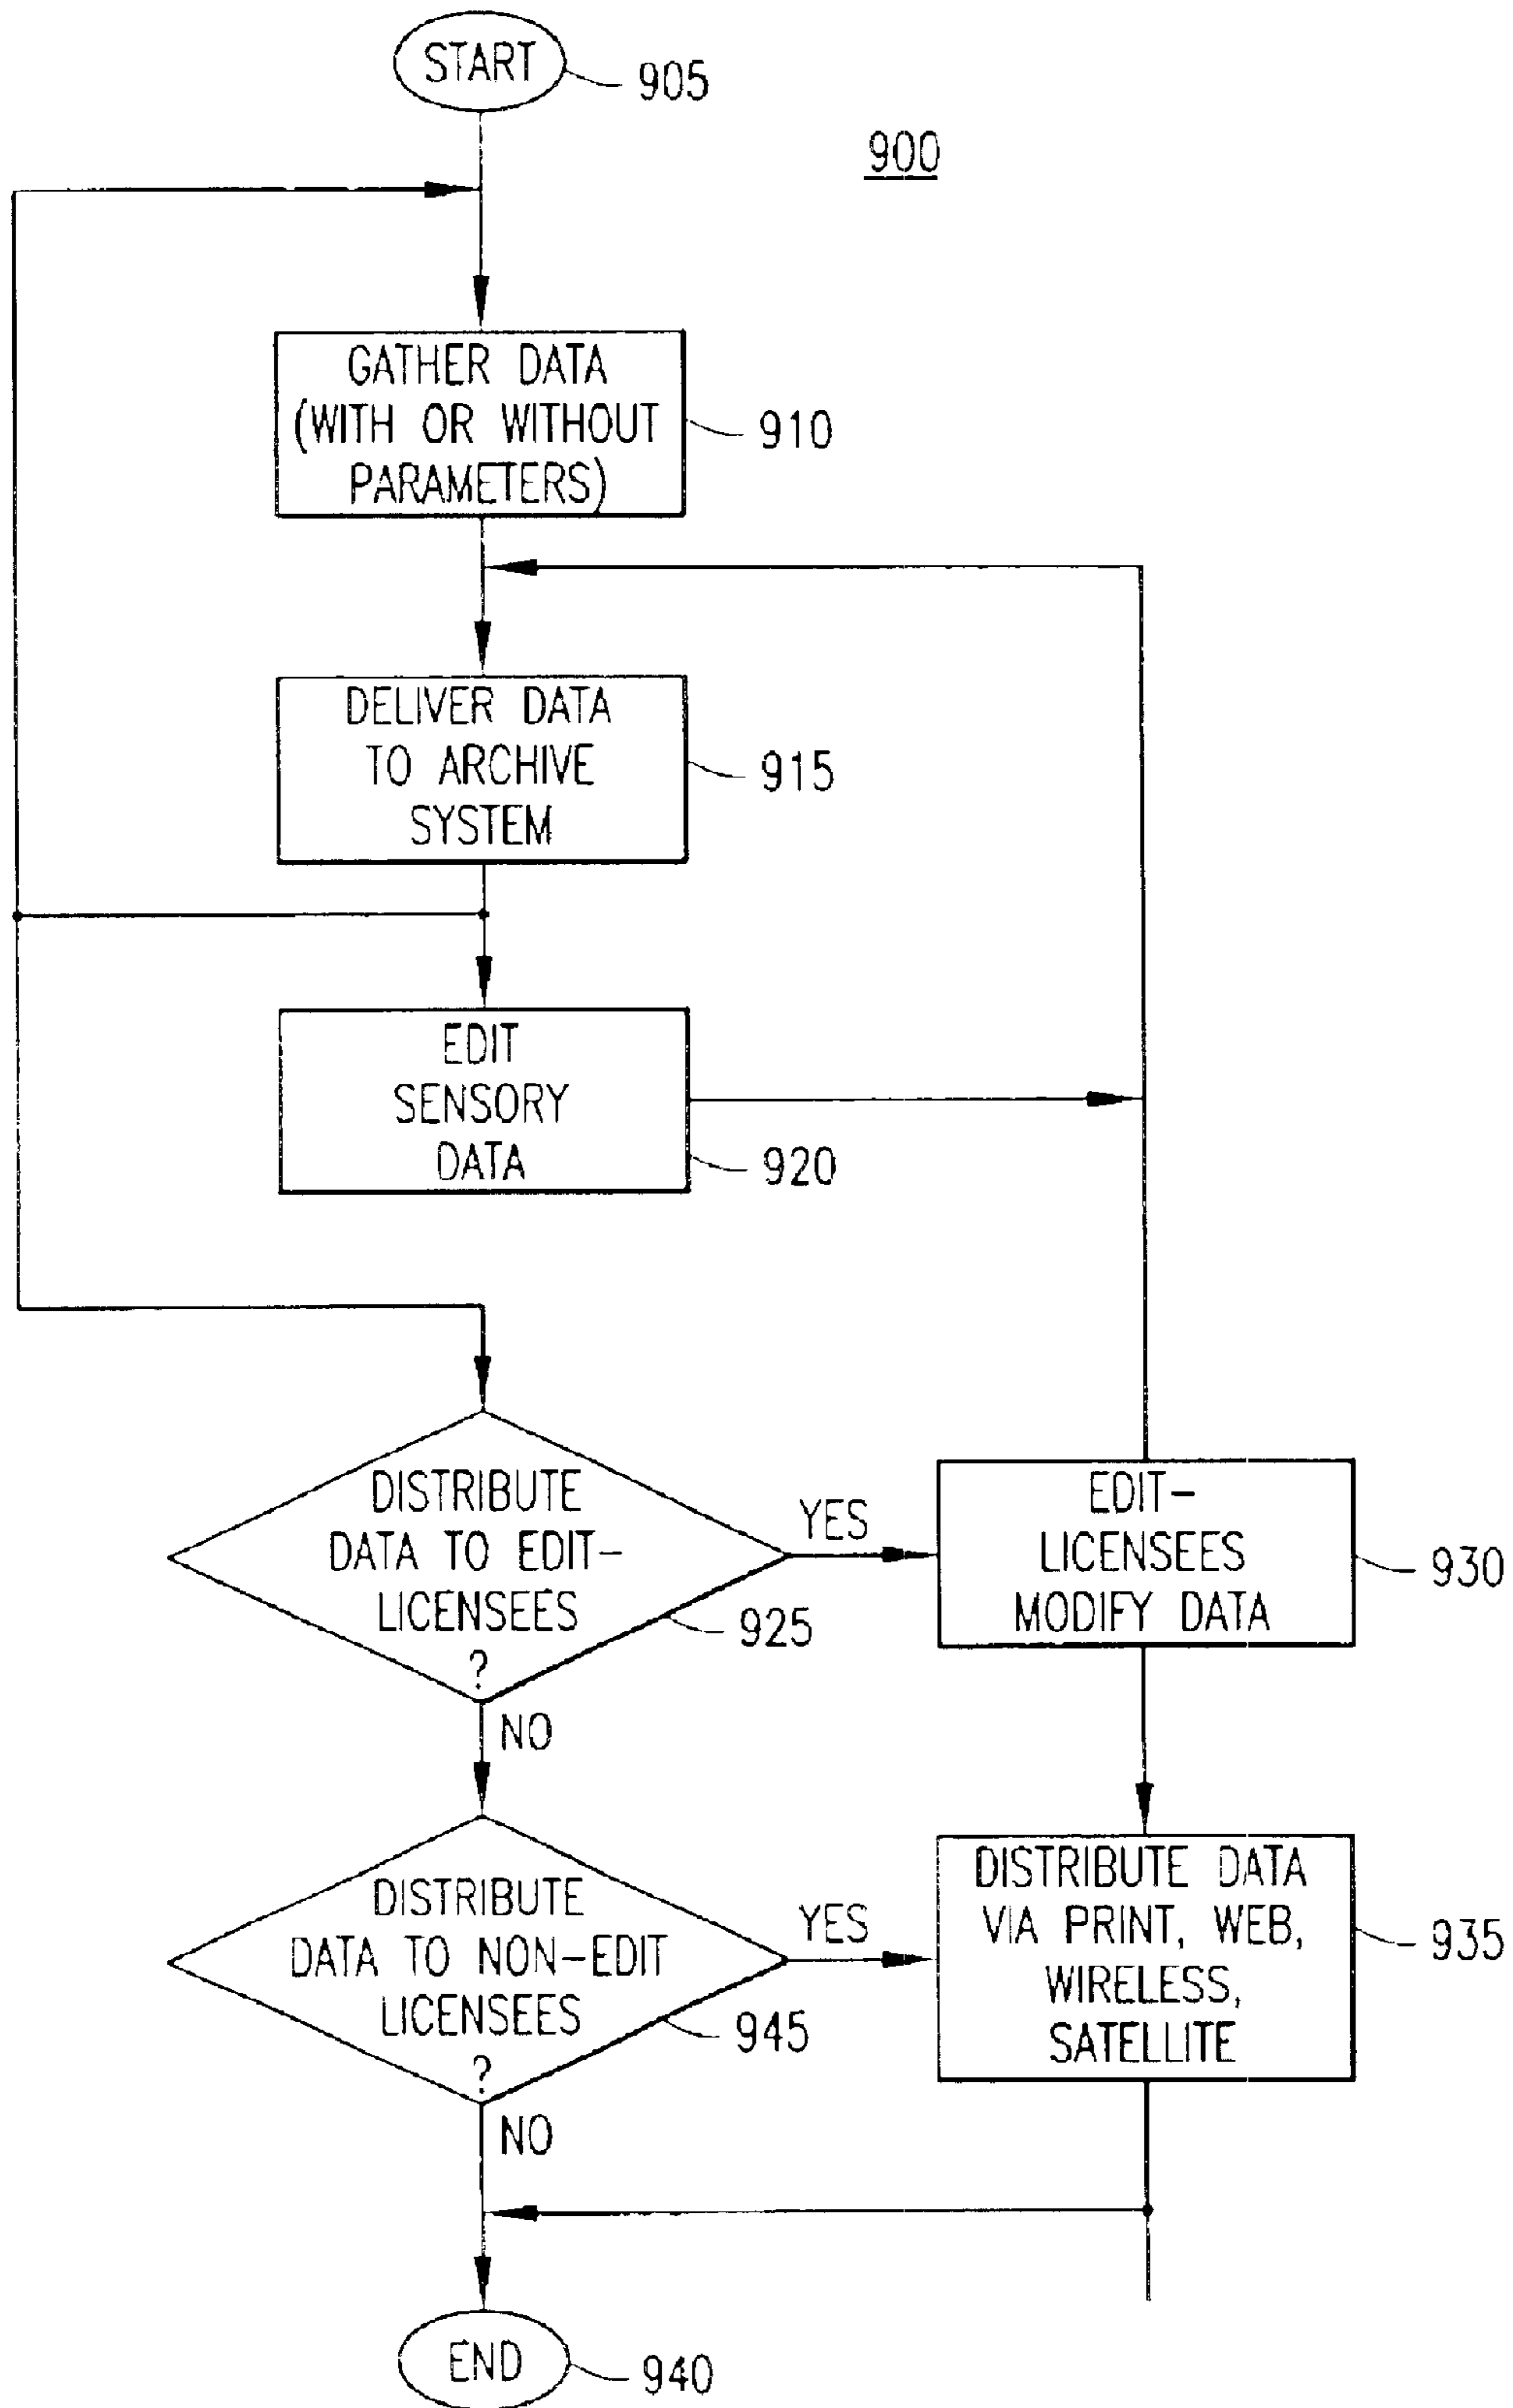 START
905
900
GATHER DATA
(WITH OR WITHOUT
PARAMETERS)
910
DELIVER DATA
TO ARCHIVE
SYSTEM
915
EDIT
SENSORY
DATA
920
DISTRIBUTE
DATA TO EDIT-
LICENSEES
?
925
YES
NO
EDIT-
LICENSEES
MODIFY DATA
930
DISTRIBUTE
DATA TO NON-EDIT
LICENSEES
?
945
YES
NO
DISTRIBUTE DATA
VIA PRINT, WEB,
WIRELESS,
SATELLITE
935
END
940